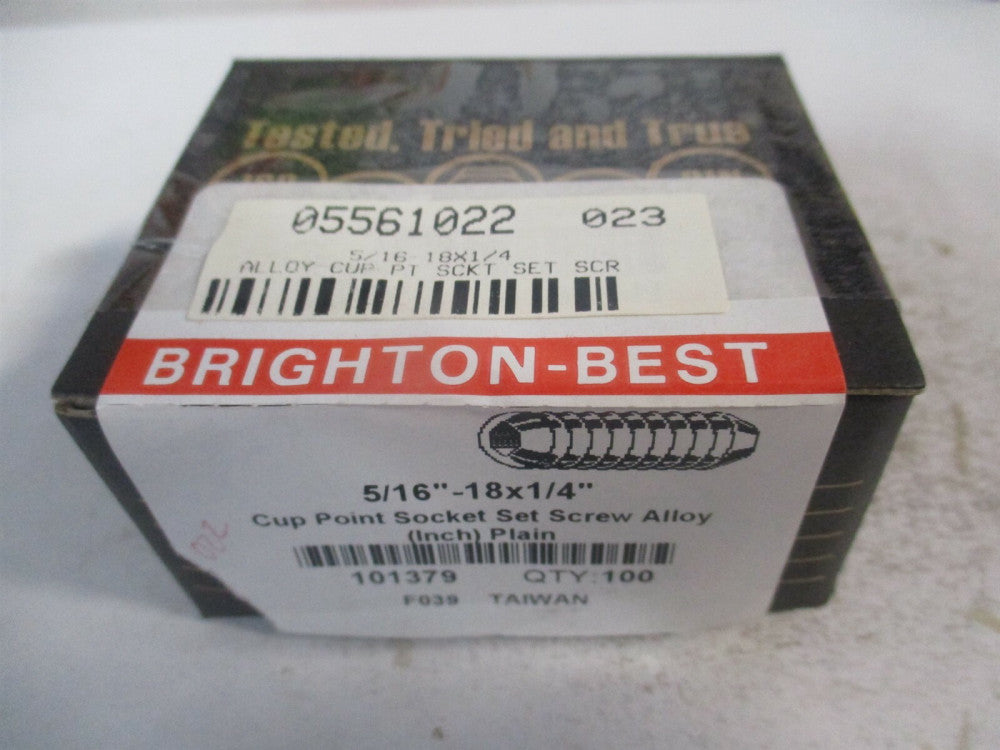 Tested, Tried and True
05561022 023
5/16-18X1/4
ALLOY CUP PT SCKT SET SCR
BRIGHTON-BEST
5/16"-18x1/4"
Cup Point Socket Set Screw Alloy
(Inch) Plain
101379 QTY:100
F039 TAIWAN